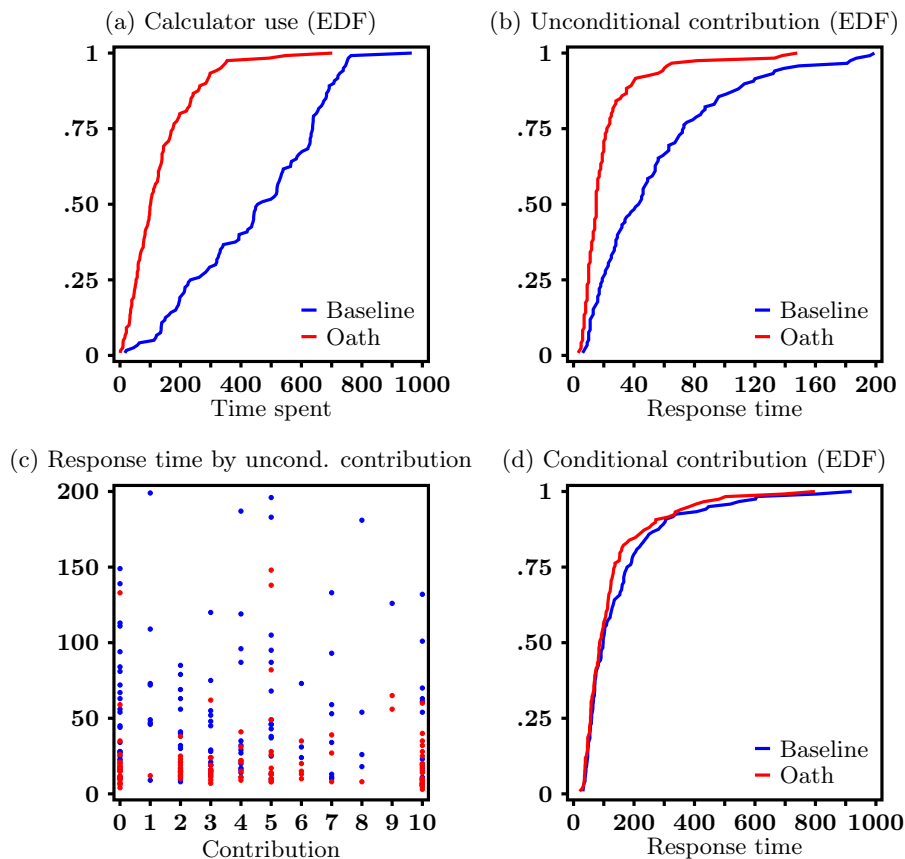 (a) Calculator use (EDF)
1
.75
.50
.25
0
Baseline
Oath
0 200 400 600 800 1000
Time spent
(b) Unconditional contribution (EDF)
1
.75
.50
.25
0
Baseline
Oath
0 40 80 120 160 200
Response time
(c) Response time by uncond. contribution
200
150
100
50
0
0 1 2 3 4 5 6 7 8 9 10
Contribution
(d) Conditional contribution (EDF)
1
.75
.50
.25
0
Baseline
Oath
0 200 400 600 800 1000
Response time